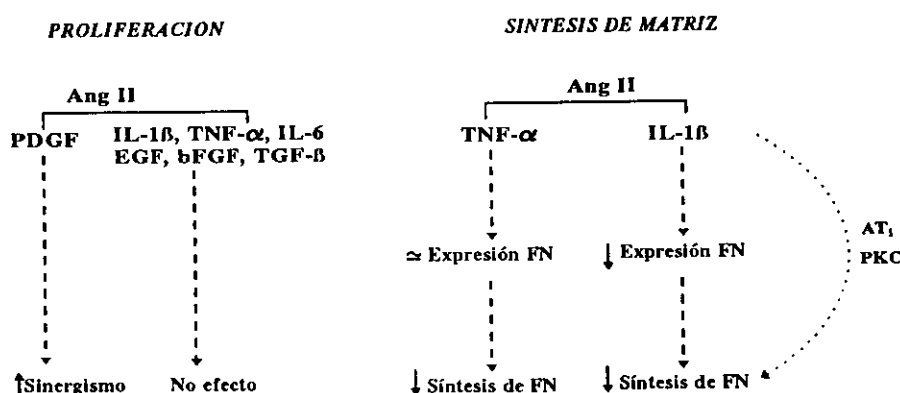 PROLIFERACION
Ang II
PDGF
IL-1ß, TNF-α, IL-6
EGF, bFGF, TGF-ß
↑Sinergismo
No efecto
SINTESIS DE MATRIZ
Ang II
TNF-α
IL-1ß
≃ Expresión FN
↓ Expresión FN
AT₁
PKC
↓ Síntesis de FN
↓ Síntesis de FN